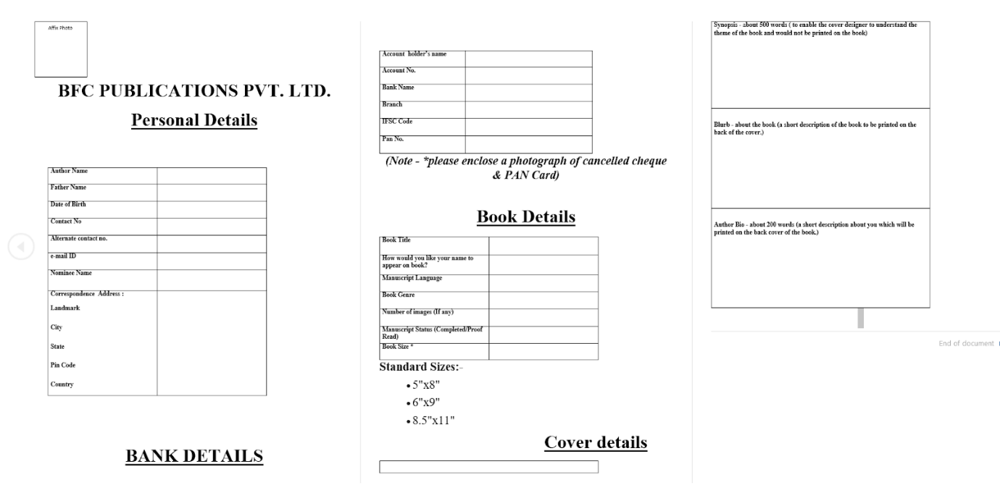 Affix Photo
BFC PUBLICATIONS PVT. LTD.
Personal Details
Author Name
Father Name
Date of Birth
Contact No
Alternate contact no.
e-mail ID
Nominee Name
Correspondence Address :
Landmark
City
State
Pin Code
Country
BANK DETAILS
Account holder's name
Account No.
Bank Name
Branch
IFSC Code
Pan No.
(Note - *please enclose a photograph of cancelled cheque
& PAN Card)
Book Details
Book Title
How would you like your name to
appear on book?
Manuscript Language
Book Genre
Number of images (If any)
Manuscript Status (Completed/Proof
Read)
Book Size *
Standard Sizes:-
• 5"x8"
• 6"x9"
• 8.5"x11"
Cover details
Synopsis - about 500 words ( to enable the cover designer to understand the
theme of the book and would not be printed on the book)
Blurb - about the book (a short description of the book to be printed on the
back of the cover.)
Author Bio - about 200 words (a short description about you which will be
printed on the back cover of the book.)
End of document